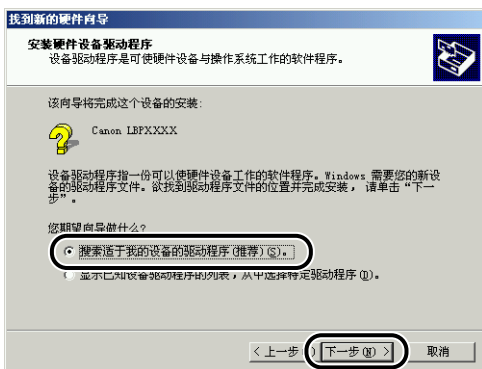 找到新的硬件向导
安装硬件设备驱动程序
设备驱动程序是可使硬件设备与操作系统工作的软件程序。
该向导将完成这个设备的安装:
Canon LBPXXXX
设备驱动程序指一份可以使硬件设备工作的软件程序。Windows 需要您的新设
备的驱动程序文件。欲找到驱动程序文件的位置并完成安装，请单击“下一
步”。
您期望向导做什么?
搜索适于我的设备的驱动程序(推荐)(S)。
显示已知设备驱动程序的列表，从中选择特定驱动程序(D)。
< 上一步 ) 下一步(N) > 取消